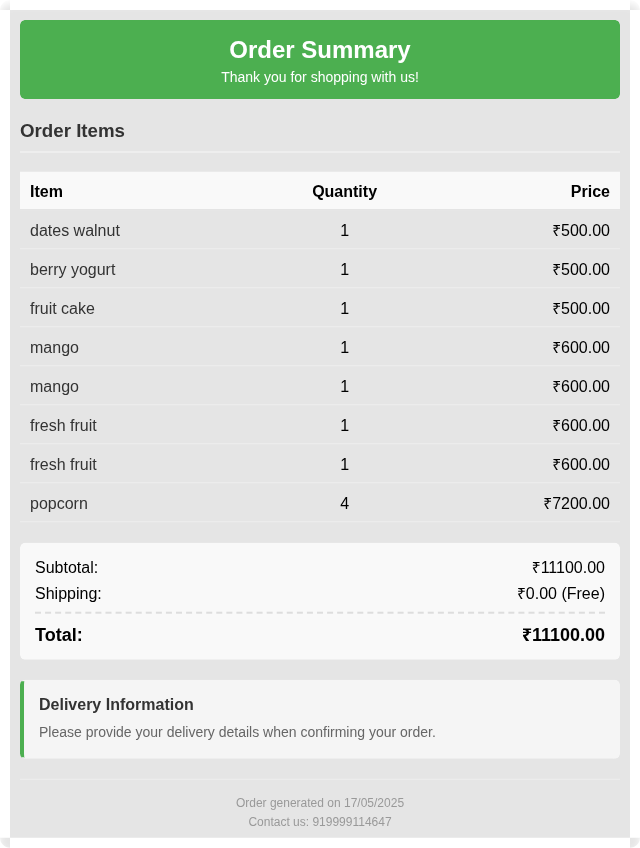 Order Summary
Thank you for shopping with us!
Order Items
Item Quantity Price
dates walnut 1 ₹500.00
berry yogurt 1 ₹500.00
fruit cake 1 ₹500.00
mango 1 ₹600.00
mango 1 ₹600.00
fresh fruit 1 ₹600.00
fresh fruit 1 ₹600.00
popcorn 4 ₹7200.00
Subtotal: ₹11100.00
Shipping: ₹0.00 (Free)
Total: ₹11100.00
Delivery Information
Please provide your delivery details when confirming your order.
Order generated on 17/05/2025
Contact us: 919999114647